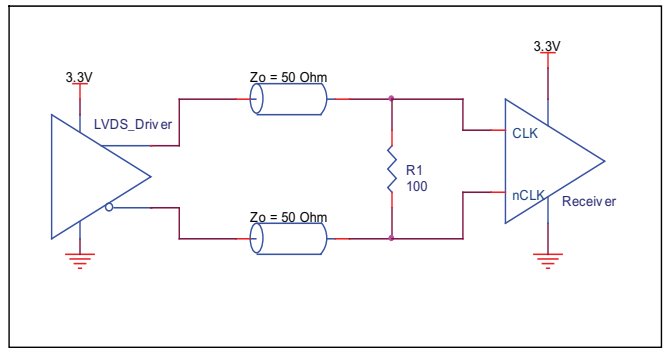 3.3V
LVDS_Driver
Zo = 50 Ohm
Zo = 50 Ohm
R1
100
3.3V
CLK
nCLK
Receiver